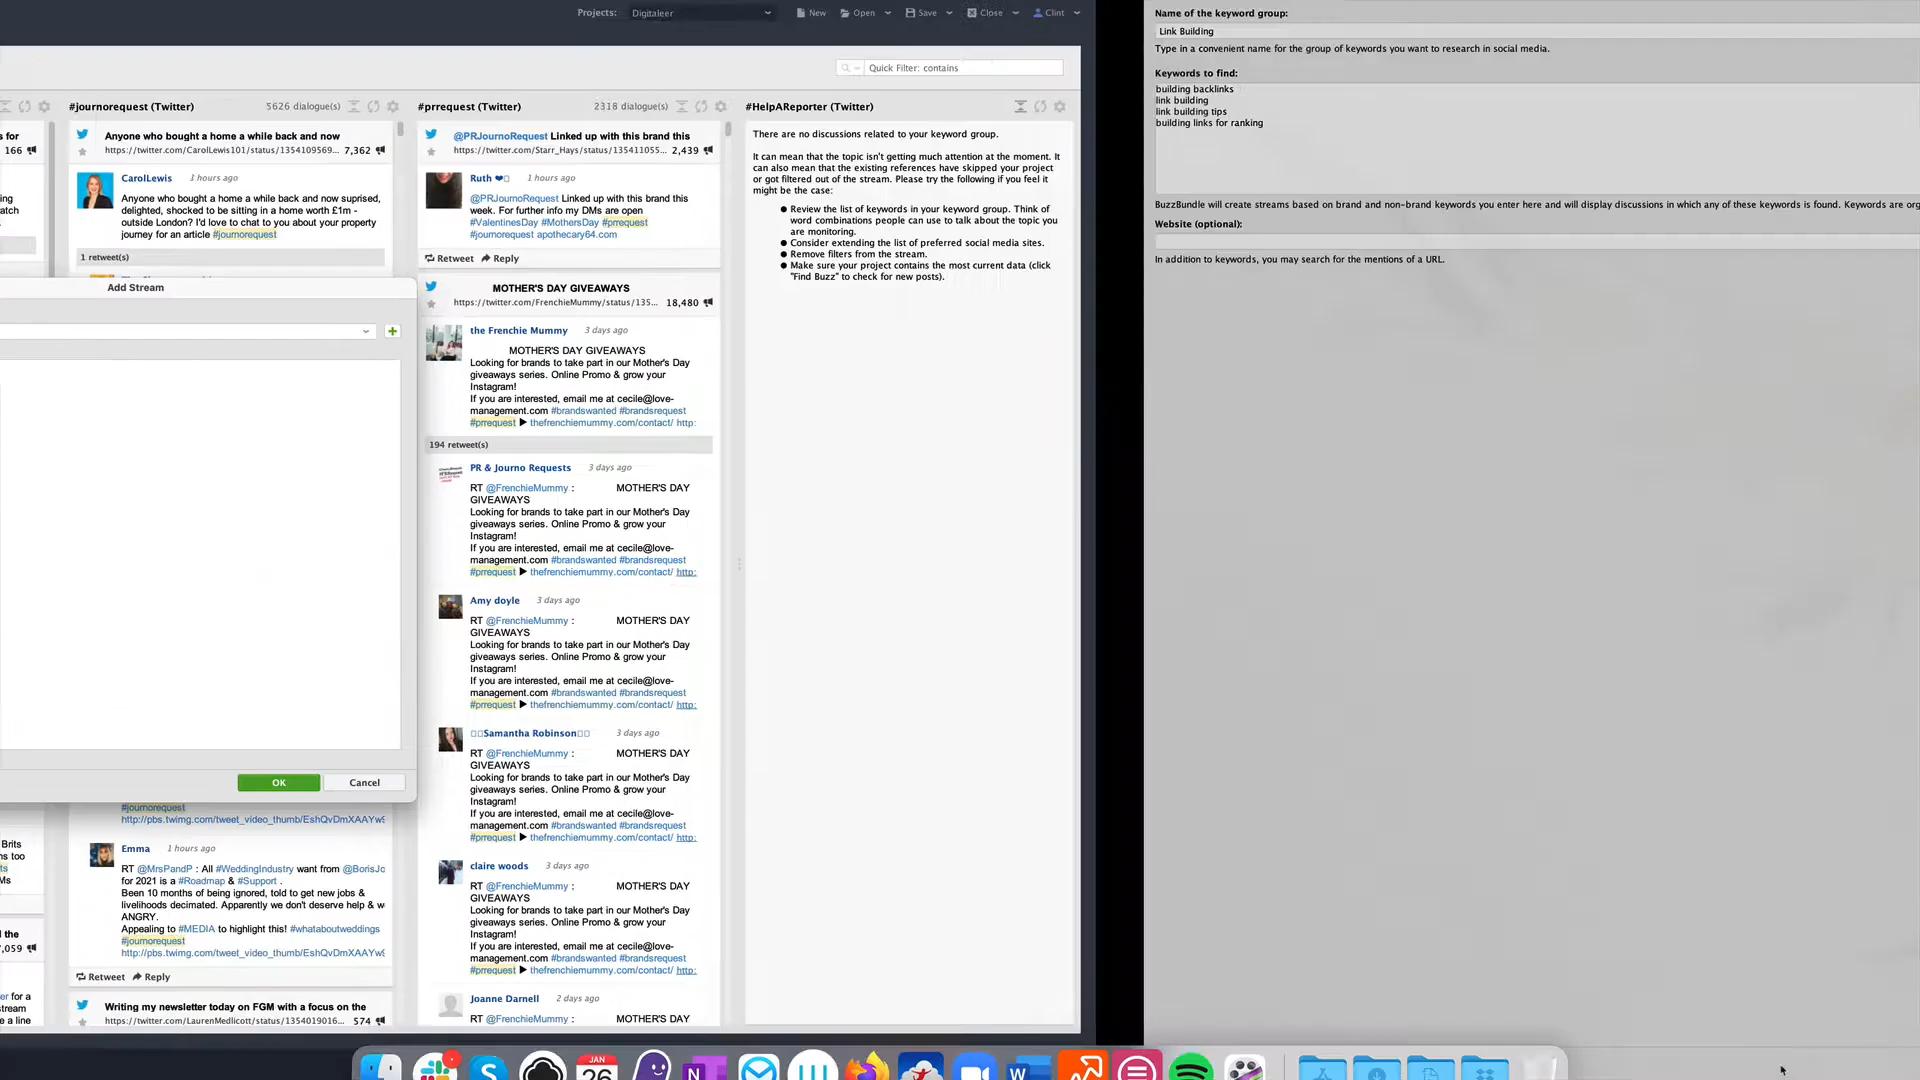 Projects: Digitaleer New Open Save Close Clint
Quick Filter: contains
#journorequest (Twitter) 5626 dialogue(s)
Anyone who bought a home a while back and now
https://twitter.com/CarolLewis101/status/1354109569... 7,362
CarolLewis 1 hours ago
Anyone who bought a home a while back and now suprised,
delighted, shocked to be sitting in a home worth £1m -
outside London? I'd love to chat to you about your property
journey for an article #journorequest
1 retweet(s)
s for
166
ing
atch
Add Stream
OK Cancel
#journorequest
http://pbs.twimg.com/tweet_video_thumb/EshQvDmXAAYwS
Emma 1 hours ago
RT @MrsPandP : All #WeddingIndustry want from @BorisJo
for 2021 is a #Roadmap & #Support .
Been 10 months of being ignored, told to get new jobs &
livelihoods decimated. Apparently we don't deserve help & w
ANGRY.
Appealing to #MEDIA to highlight this! #whataboutweddings
#journorequest
http://pbs.twimg.com/tweet_video_thumb/EshQvDmXAAYwS
Retweet Reply
Writing my newsletter today on FGM with a focus on the
https://twitter.com/LaurenMedlicott/status/1354019016... 574
Brits
ns too
ts
Ms
l the
,059
er for a
stream
e a line
#prrequest (Twitter) 2318 dialogue(s)
@PRJournoRequest Linked up with this brand this
https://twitter.com/Starr_Hays/status/135411055... 2,439
Ruth 1 hours ago
@PRJournoRequest Linked up with this brand this
week. For further info my DMs are open
#ValentinesDay #MothersDay #prrequest
#journorequest apothecary64.com
Retweet Reply
MOTHER'S DAY GIVEAWAYS
https://twitter.com/FrenchieMummy/status/135... 18,480
the Frenchie Mummy 3 days ago
MOTHER'S DAY GIVEAWAYS
Looking for brands to take part in our Mother's Day
giveaways series. Online Promo & grow your
Instagram!
If you are interested, email me at cecile@love-
management.com #brandswanted #brandsrequest
#prrequest ▶ thefrenchiemummy.com/contact/ http:
194 retweet(s)
PR & Journo Requests 3 days ago
RT @FrenchieMummy : MOTHER'S DAY
GIVEAWAYS
Looking for brands to take part in our Mother's Day
giveaways series. Online Promo & grow your
Instagram!
If you are interested, email me at cecile@love-
management.com #brandswanted #brandsrequest
#prrequest ▶ thefrenchiemummy.com/contact/ http:
Amy doyle 3 days ago
RT @FrenchieMummy : MOTHER'S DAY
GIVEAWAYS
Looking for brands to take part in our Mother's Day
giveaways series. Online Promo & grow your
Instagram!
If you are interested, email me at cecile@love-
management.com #brandswanted #brandsrequest
#prrequest ▶ thefrenchiemummy.com/contact/ http:
Samantha Robinson 3 days ago
RT @FrenchieMummy : MOTHER'S DAY
GIVEAWAYS
Looking for brands to take part in our Mother's Day
giveaways series. Online Promo & grow your
Instagram!
If you are interested, email me at cecile@love-
management.com #brandswanted #brandsrequest
#prrequest ▶ thefrenchiemummy.com/contact/ http:
claire woods 3 days ago
RT @FrenchieMummy : MOTHER'S DAY
GIVEAWAYS
Looking for brands to take part in our Mother's Day
giveaways series. Online Promo & grow your
Instagram!
If you are interested, email me at cecile@love-
management.com #brandswanted #brandsrequest
#prrequest ▶ thefrenchiemummy.com/contact/ http:
Joanne Darnell 2 days ago
RT @FrenchieMummy : MOTHER'S DAY
#HelpAReporter (Twitter)
There are no discussions related to your keyword group.
It can mean that the topic isn't getting much attention at the moment. It
can also mean that the existing references have skipped your project
or got filtered out of the stream. Please try the following if you feel it
might be the case:
● Review the list of keywords in your keyword group. Think of
word combinations people can use to talk about the topic you
are monitoring.
● Consider extending the list of preferred social media sites.
● Remove filters from the stream.
● Make sure your project contains the most current data (click
"Find Buzz" to check for new posts).
Name of the keyword group:
Link Building
Type in a convenient name for the group of keywords you want to research in social media.
Keywords to find:
building backlinks
link building
link building tips
building links for ranking
BuzzBundle will create streams based on brand and non-brand keywords you enter here and will display discussions in which any of these keywords is found. Keywords are org
Website (optional):
In addition to keywords, you may search for the mentions of a URL.
JAN
26
S
N
W